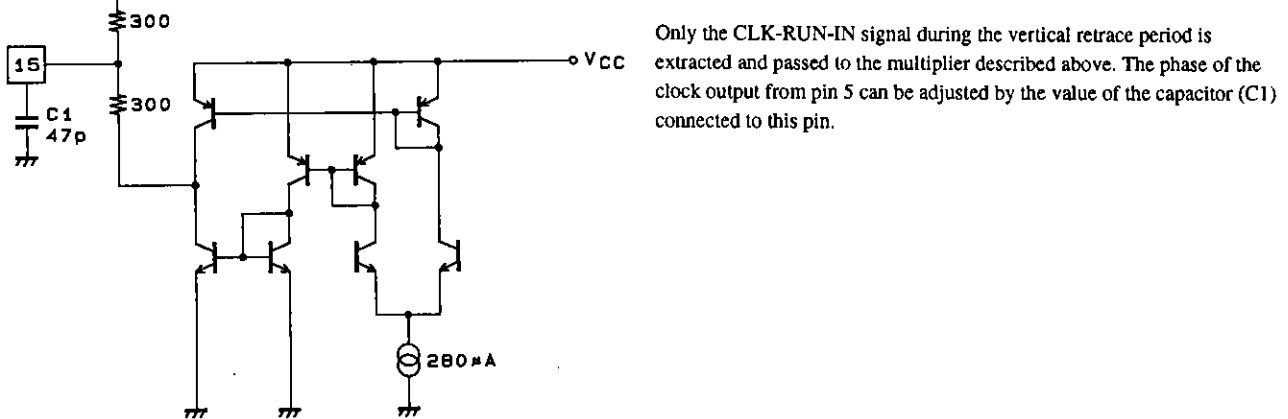 300
15
300
C1
47p
VCC
280μA
Only the CLK-RUN-IN signal during the vertical retrace period is
extracted and passed to the multiplier described above. The phase of the
clock output from pin 5 can be adjusted by the value of the capacitor (C1)
connected to this pin.